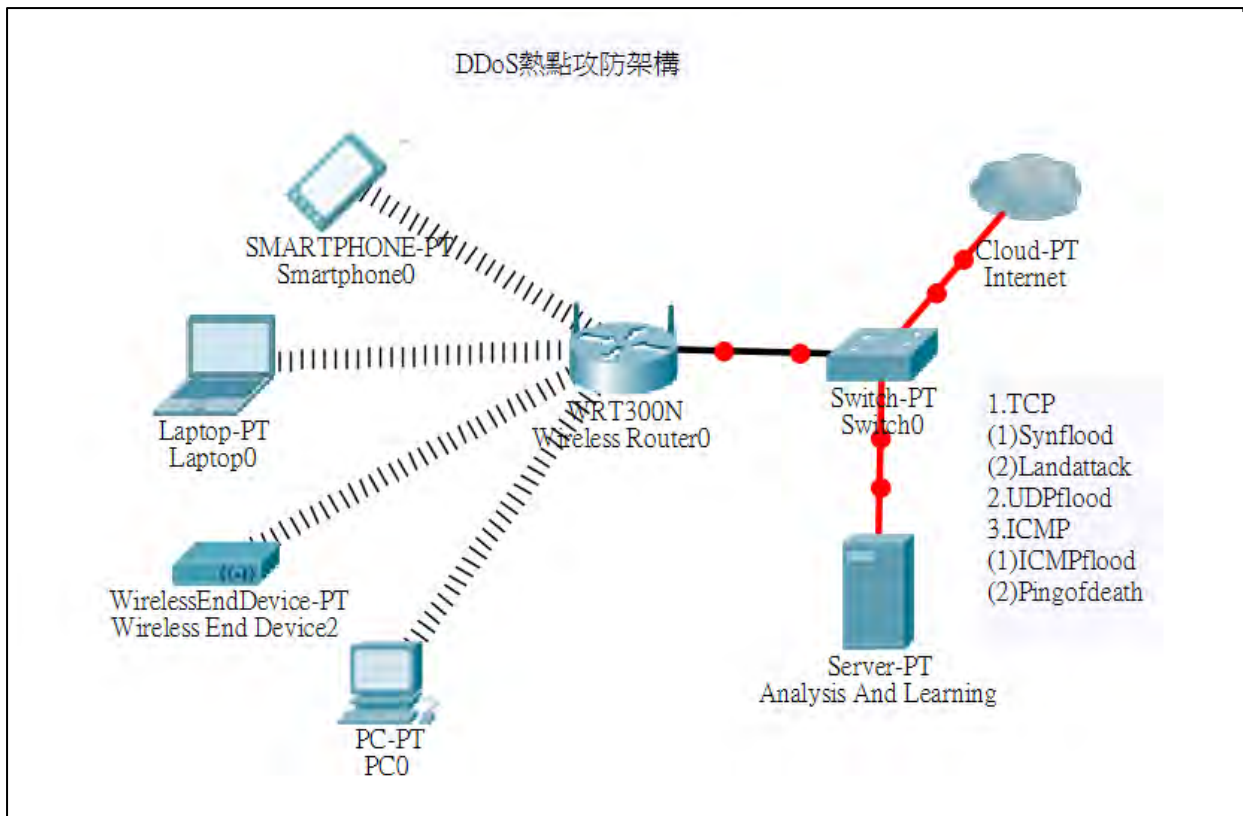 DDoS熱點攻防架構
SMARTPHONE-PT
Smartphone0
Laptop-PT
Laptop0
WirelessEndDevice-PT
Wireless End Device2
PC-PT
PC0
WRT300N
Wireless Router0
Switch-PT
Switch0
Cloud-PT
Internet
Server-PT
Analysis And Learning
1.TCP
(1)Synflood
(2)Landattack
2.UDPflood
3.ICMP
(1)ICMPflood
(2)Pingofdeath